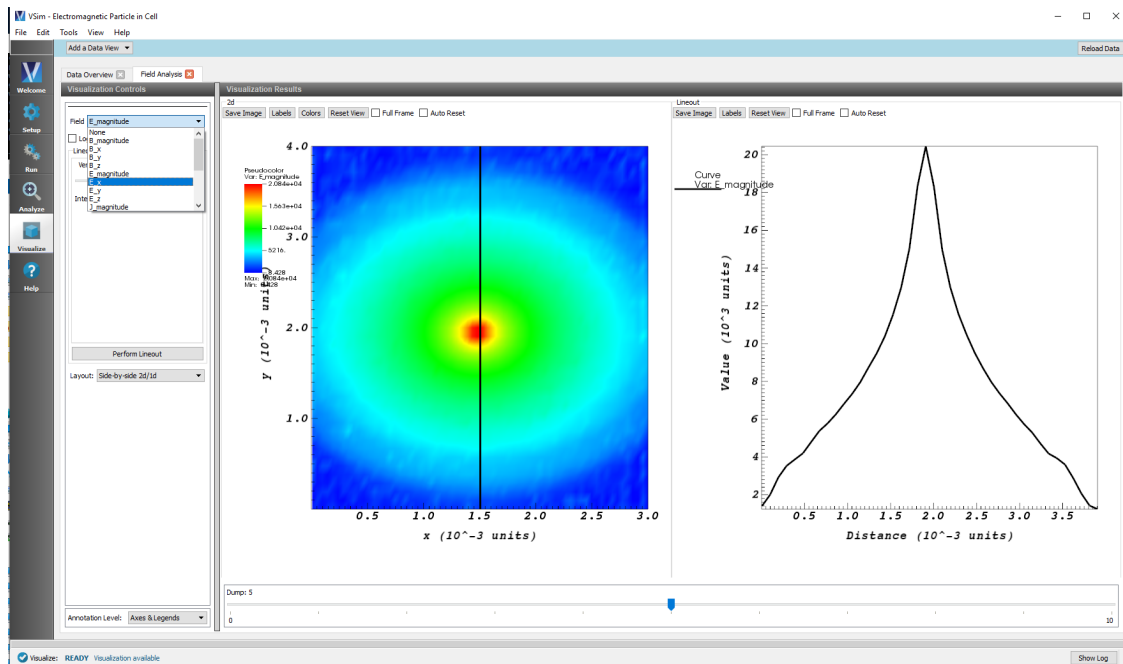 VSim - Electromagnetic Particle in Cell
File Edit Tools View Help
Add a Data View
Reload Data
Welcome
Setup
Run
Analyze
Visualize
Help
Data Overview
Field Analysis
Visualization Controls
Field E_magnitude
None
B_magnitude
B_x
B_y
B_z
E_magnitude
E_x
E_y
E_z
J_magnitude
Perform Lineout
Layout: Side-by-side 2d/1d
Annotation Level: Axes & Legends
Visualization Results
2d
Save Image Labels Colors Reset View Full Frame Auto Reset
Pseudocolor
Var: E_magnitude
2.084e+04
1.563e+04
1.042e+04
5216.
4.0
3.0
2.0
1.0
y (10^-3 units)
0.5 1.0 1.5 2.0 2.5 3.0
x (10^-3 units)
Lineout
Save Image Labels Reset View Full Frame Auto Reset
Curve
Var: E_magnitude
20
18
16
14
12
10
8
6
4
2
Value (10^3 units)
0.5 1.0 1.5 2.0 2.5 3.0 3.5
Distance (10^-3 units)
Dump: 5
0 10
Visualize: READY Visualization available
Show Log